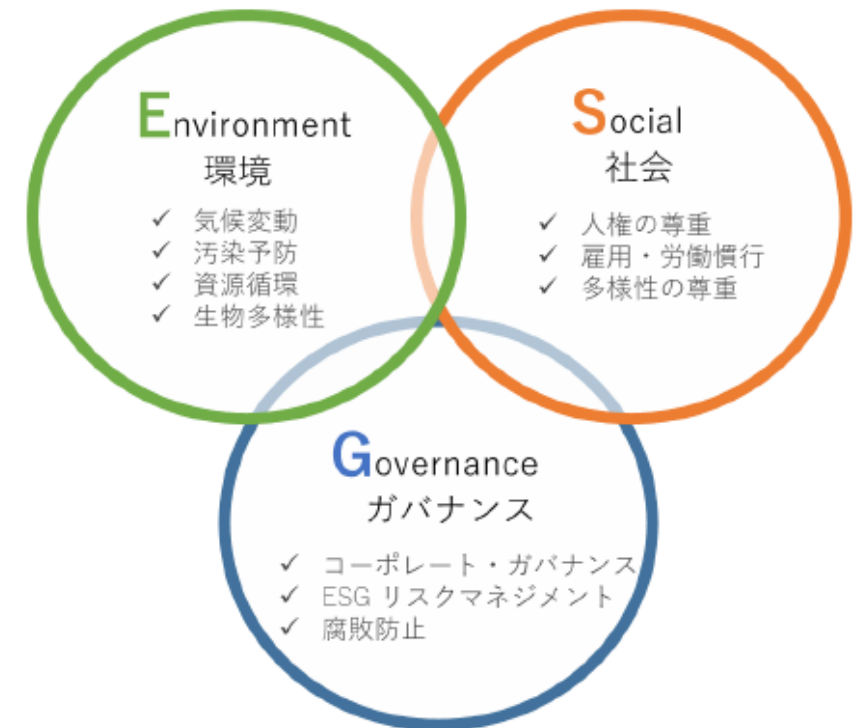 Environment
環境
✓ 気候変動
✓ 汚染予防
✓ 資源循環
✓ 生物多様性
Social
社会
✓ 人権の尊重
✓ 雇用・労働慣行
✓ 多様性の尊重
Governance
ガバナンス
✓ コーポレート・ガバナンス
✓ ESG リスクマネジメント
✓ 腐敗防止